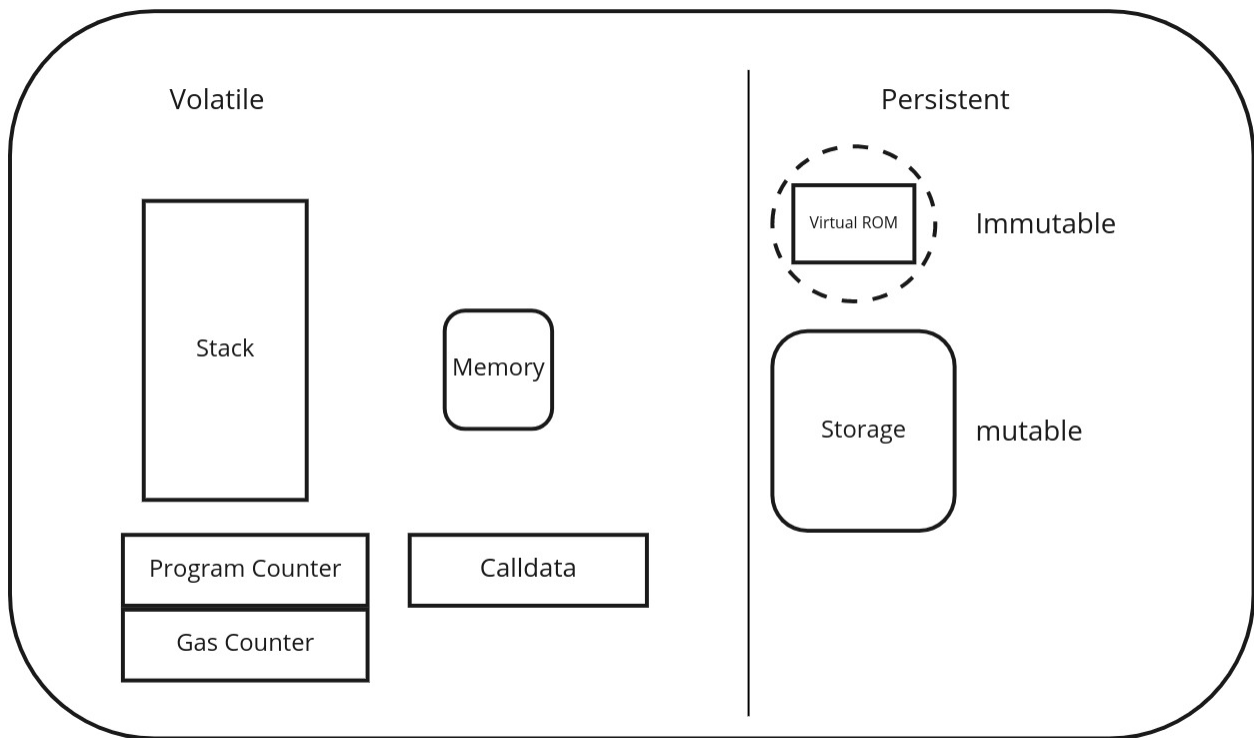 Volatile
Persistent
Virtual ROM
Immutable
Stack
Memory
Storage
mutable
Program Counter
Calldata
Gas Counter